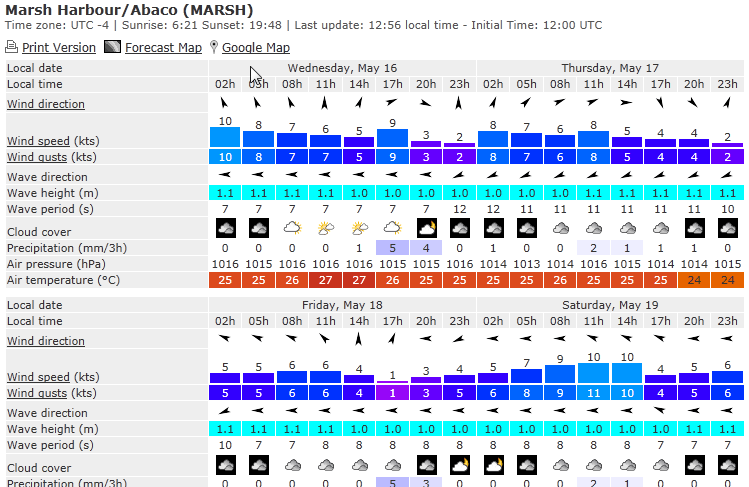 Marsh Harbour/Abaco (MARSH)
Time zone: UTC -4 | Sunrise: 6:21 Sunset: 19:48 | Last update: 12:56 local time - Initial Time: 12:00 UTC
Print Version Forecast Map Google Map
Local date Wednesday, May 16 Thursday, May 17
Local time 02h 05h 08h 11h 14h 17h 20h 23h 02h 05h 08h 11h 14h 17h 20h 23h
Wind direction
Wind speed (kts) 10 8 7 6 5 9 3 2 8 7 6 8 5 4 4 2
Wind gusts (kts) 10 8 7 7 5 9 3 2 8 7 6 8 5 4 4 2
Wave direction
Wave height (m) 1.1 1.1 1.1 1.1 1.0 1.0 1.0 1.0 1.0 1.0 1.1 1.1 1.1 1.1 1.1 1.1
Wave period (s) 7 7 7 7 7 7 7 12 12 11 11 11 11 11 11 10
Cloud cover
Precipitation (mm/3h) 0 0 0 0 1 5 4 0 1 0 0 2 1 1 1 0
Air pressure (hPa) 1016 1016 1016 1016 1016 1015 1015 1016 1014 1013 1014 1015 1014 1014 1014 1015
Air temperature (°C) 25 25 26 27 27 26 25 25 25 25 26 25 25 25 24 24
Local date Friday, May 18 Saturday, May 19
Local time 02h 05h 08h 11h 14h 17h 20h 23h 02h 05h 08h 11h 14h 17h 20h 23h
Wind direction
Wind speed (kts) 5 5 6 6 4 1 3 4 5 7 9 10 10 4 5 6
Wind gusts (kts) 5 5 6 6 4 1 3 5 6 8 9 11 10 4 5 6
Wave direction
Wave height (m) 1.1 1.1 1.0 1.0 1.0 1.0 1.0 1.0 1.0 1.0 1.0 1.0 1.0 1.0 1.1 1.1
Wave period (s) 10 7 7 8 8 8 8 8 8 8 8 8 8 7 7 7
Cloud cover
Precipitation (mm/3h) 0 0 0 0 0 5 3 0 0 0 0 2 1 0 0 0